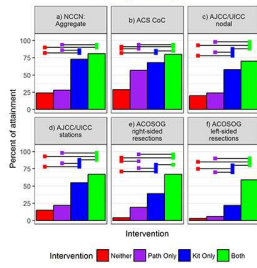 a) NCCN:
Aggregate
b) ACS CoC
c) AJCC/UICC
nodal
100
75
50
25
0
d) AJCC/UICC
stations
e) ACOSOG
right-sided
resections
f) ACOSOG
left-sided
resections
100
75
50
25
0
Percent of attainment
Intervention
Intervention
Neither
Path Only
Kit Only
Both